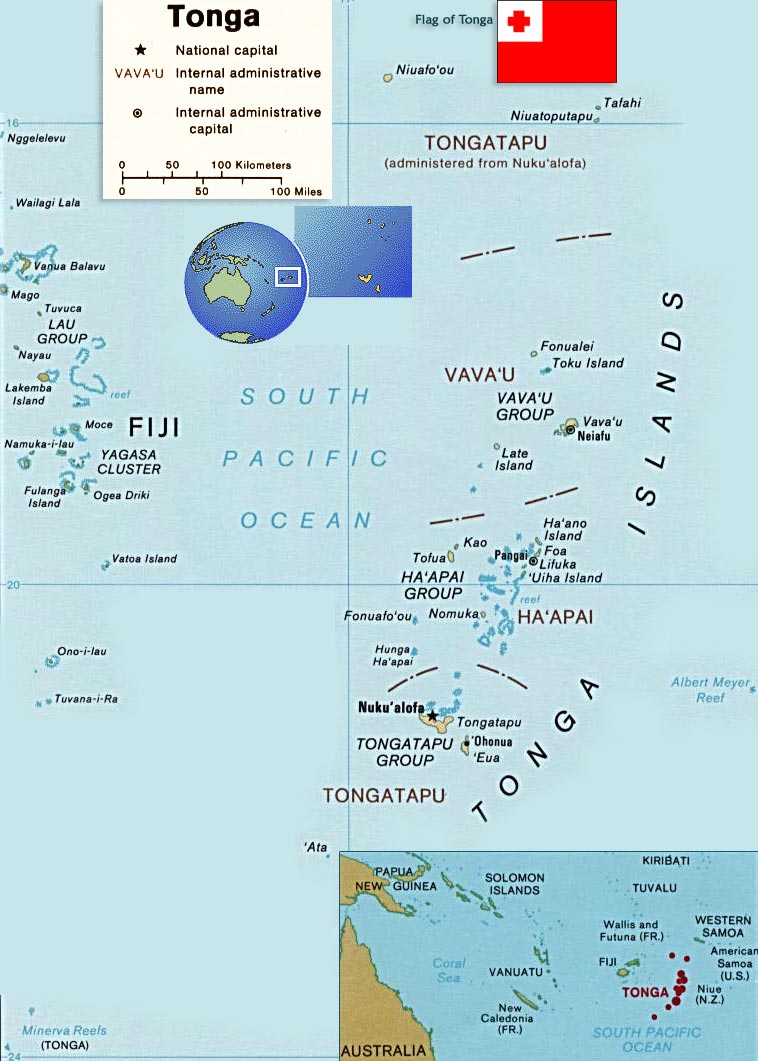 Tonga
National capital
VAVA'U Internal administrative
name
Internal administrative
capital
0 50 100 Kilometers
0 50 100 Miles
Flag of Tonga
Niuafo'ou
Tafahi
Niuatoputapu
16
TONGATAPU
(administered from Nuku'alofa)
Nggelelevu
Wailagi Lala
Vanua Balavu
Mago
Tuvuca
LAU
GROUP
Nayau
Lakemba
Island
reef
Moce
FIJI
Namuka-i-lau
YAGASA
CLUSTER
Fulanga
Island
Ogea Driki
Vatoa Island
SOUTH
PACIFIC
OCEAN
Fonualei
Toku Island
VAVA'U
VAVA'U
GROUP
Vava'u
Neiafu
Late
Island
ISLANDS
Ha'ano
Island
Kao
Pangai
Foa
Tofua
Lifuka
'Uiha Island
HA'APAI
GROUP
20
reef
Fonuafo'ou
Nomuka
HA'APAI
Hunga
Ha'apai
Ono-i-lau
Tuvana-i-Ra
Albert Meyer
Reef
Nuku'alofa
Tongatapu
TONGATAPU
GROUP
'Ohonua
'Eua
TONGA
TONGATAPU
'Ata
Minerva Reefs
(TONGA)
24
PAPUA
NEW GUINEA
SOLOMON
ISLANDS
KIRIBATI
TUVALU
Wallis and
Futuna (FR.)
WESTERN
SAMOA
American
Samoa
(U.S.)
FIJI
Coral
Sea
VANUATU
TONGA
Niue
(N.Z.)
New
Caledonia
(FR.)
SOUTH PACIFIC
OCEAN
AUSTRALIA